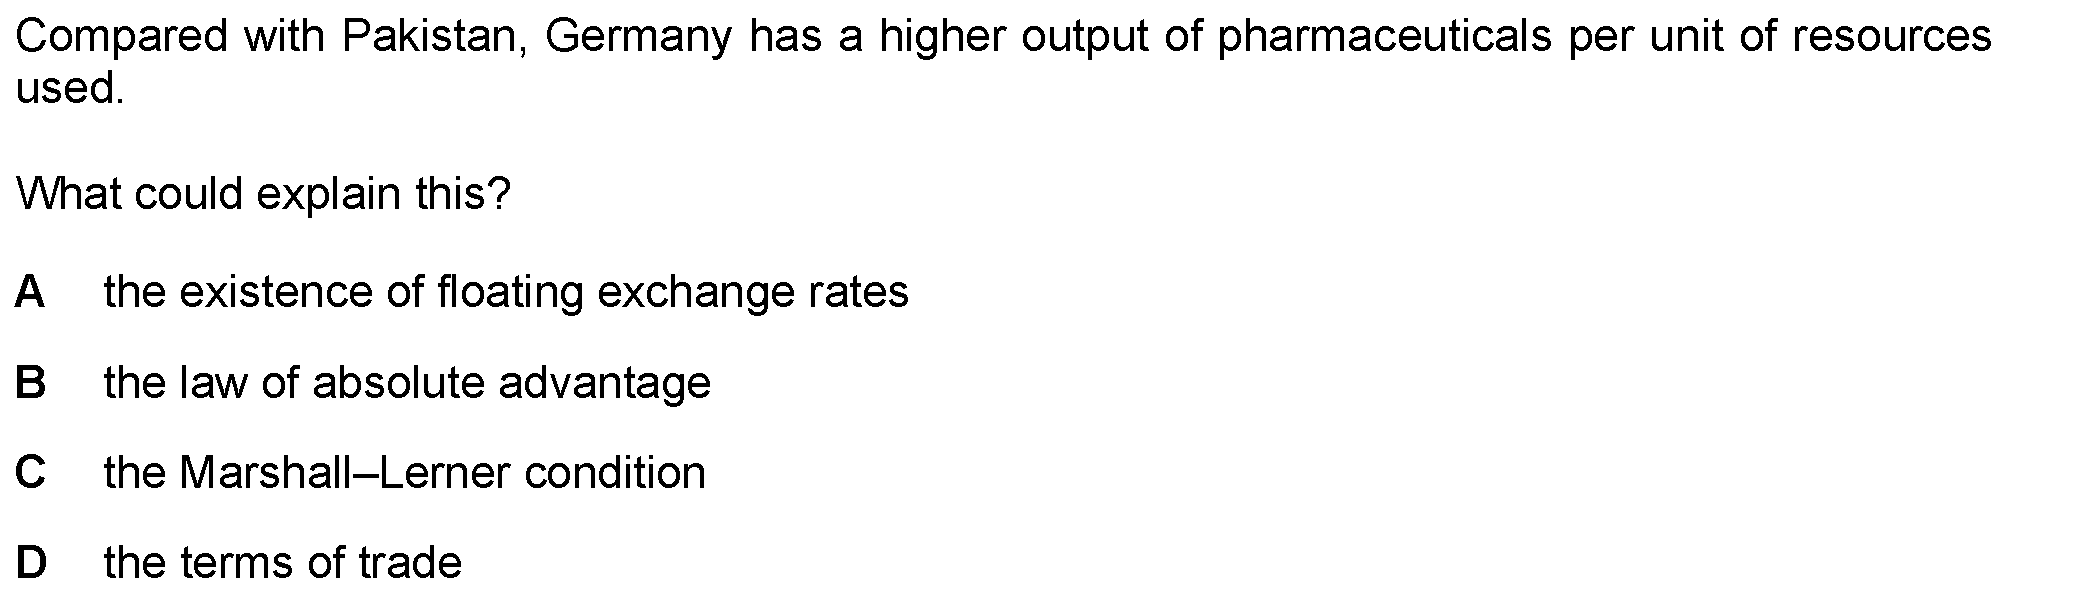 Compared with Pakistan, Germany has a higher output of pharmaceuticals per unit of resources
used.
What could explain this?
A the existence of floating exchange rates
B the law of absolute advantage
C the Marshall–Lerner condition
D the terms of trade